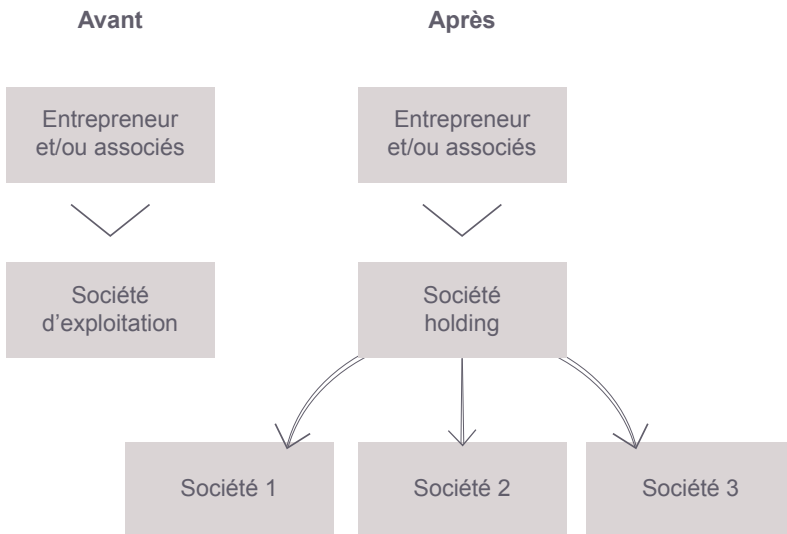 Avant
Après
Entrepreneur
et/ou associés
Entrepreneur
et/ou associés
Société
d’exploitation
Société
holding
Société 1
Société 2
Société 3